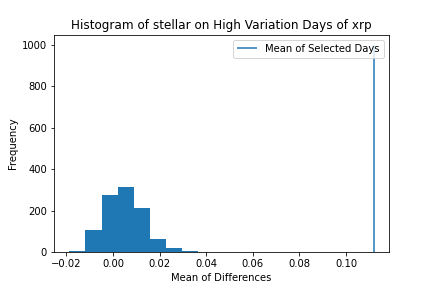 Histogram of stellar on High Variation Days of xrp
Mean of Selected Days
Frequency
1000
800
600
400
200
0
−0.02 0.00 0.02 0.04 0.06 0.08 0.10
Mean of Differences